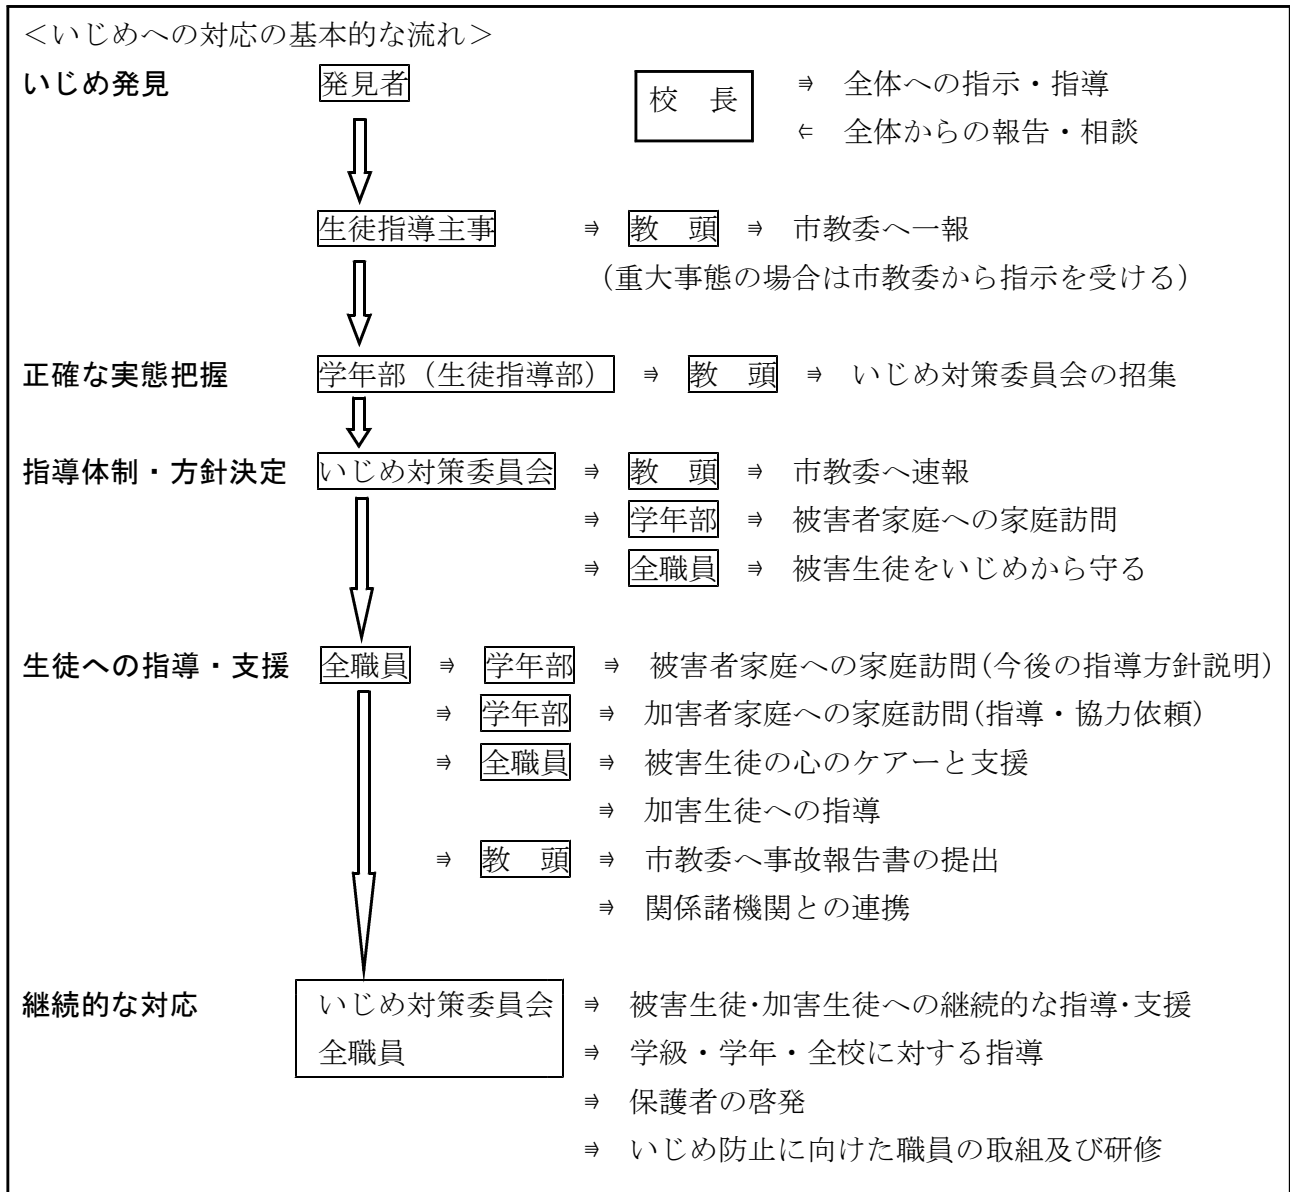 ＜いじめへの対応の基本的な流れ＞
いじめ発見 発見者 校 長 ⇛ 全体への指示・指導
⇚ 全体からの報告・相談
生徒指導主事 ⇛ 教 頭 ⇛ 市教委へ一報
（重大事態の場合は市教委から指示を受ける）
正確な実態把握 学年部（生徒指導部） ⇛ 教 頭 ⇛ いじめ対策委員会の招集
指導体制・方針決定 いじめ対策委員会 ⇛ 教 頭 ⇛ 市教委へ速報
⇛ 学年部 ⇛ 被害者家庭への家庭訪問
⇛ 全職員 ⇛ 被害生徒をいじめから守る
生徒への指導・支援 全職員 ⇛ 学年部 ⇛ 被害者家庭への家庭訪問(今後の指導方針説明)
⇛ 学年部 ⇛ 加害者家庭への家庭訪問(指導・協力依頼)
⇛ 全職員 ⇛ 被害生徒の心のケアーと支援
⇛ 加害生徒への指導
⇛ 教 頭 ⇛ 市教委へ事故報告書の提出
⇛ 関係諸機関との連携
継続的な対応 いじめ対策委員会 ⇛ 被害生徒･加害生徒への継続的な指導･支援
全職員 ⇛ 学級・学年・全校に対する指導
⇛ 保護者の啓発
⇛ いじめ防止に向けた職員の取組及び研修